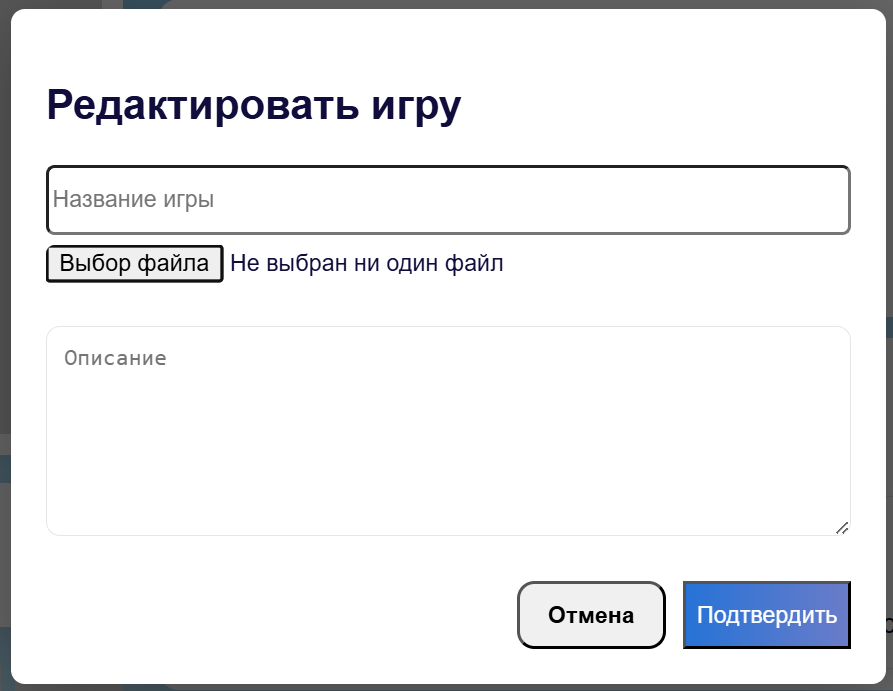 Редактировать игру
Название игры
Выбор файла Не выбран ни один файл
Описание
Отмена Подтвердить